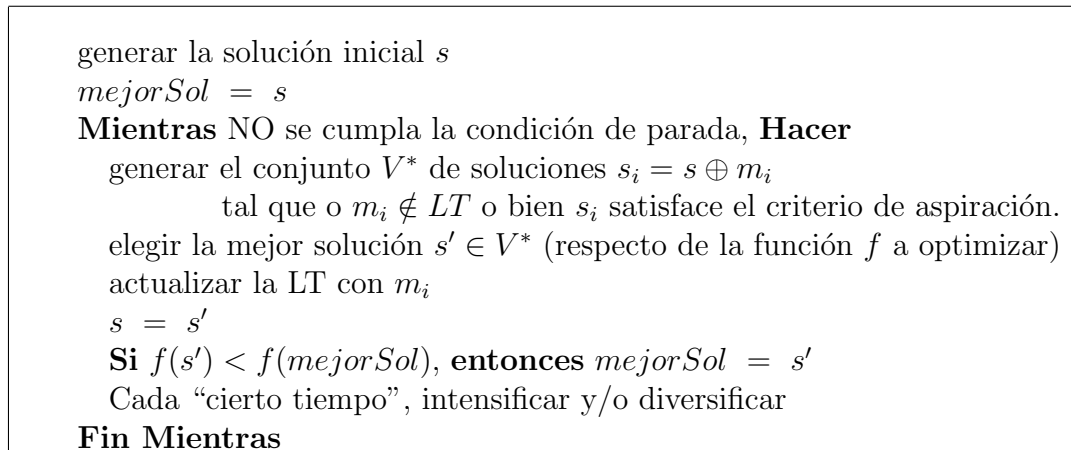 generar la solución inicial s
mejorSol = s
Mientras NO se cumpla la condición de parada, Hacer
generar el conjunto V* de soluciones sᵢ = s ⊕ mᵢ
tal que o mᵢ ∉ LT o bien sᵢ satisface el criterio de aspiración.
elegir la mejor solución s′ ∈ V* (respecto de la función f a optimizar)
actualizar la LT con mᵢ
s = s′
Si f(s′) < f(mejorSol), entonces mejorSol = s′
Cada “cierto tiempo”, intensificar y/o diversificar
Fin Mientras